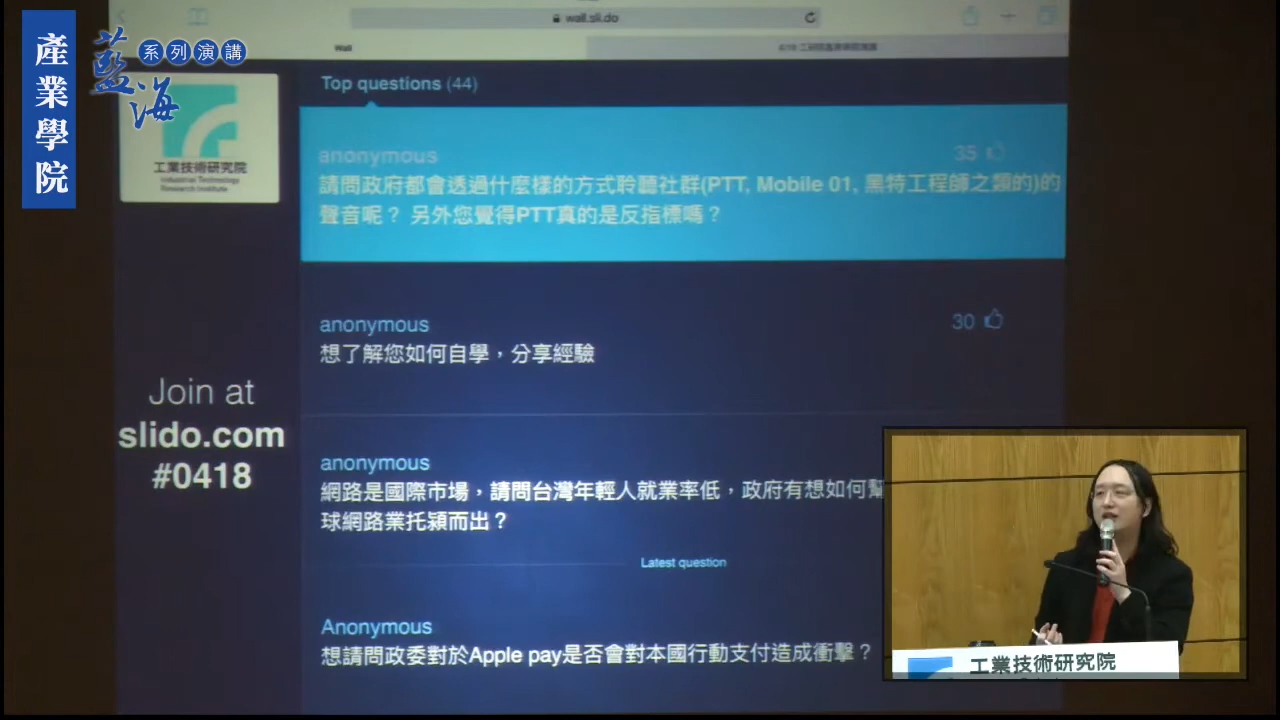 產業學院
藍海
系列演講
wall.sli.do
Wall
工業技術研究院
Industrial Technology
Research Institute
Join at
slido.com
#0418
Top questions (44)
anonymous
35
請問政府都會透過什麼樣的方式聆聽社群(PTT, Mobile 01, 黑特工程師之類的)的
聲音呢？ 另外您覺得PTT真的是反指標嗎？
anonymous
30
想了解您如何自學，分享經驗
anonymous
網路是國際市場，請問台灣年輕人就業率低，政府有想如何幫
球網路業托穎而出？
Latest question
Anonymous
想請問政委對於Apple pay是否會對本國行動支付造成衝擊？
工業技術研究院